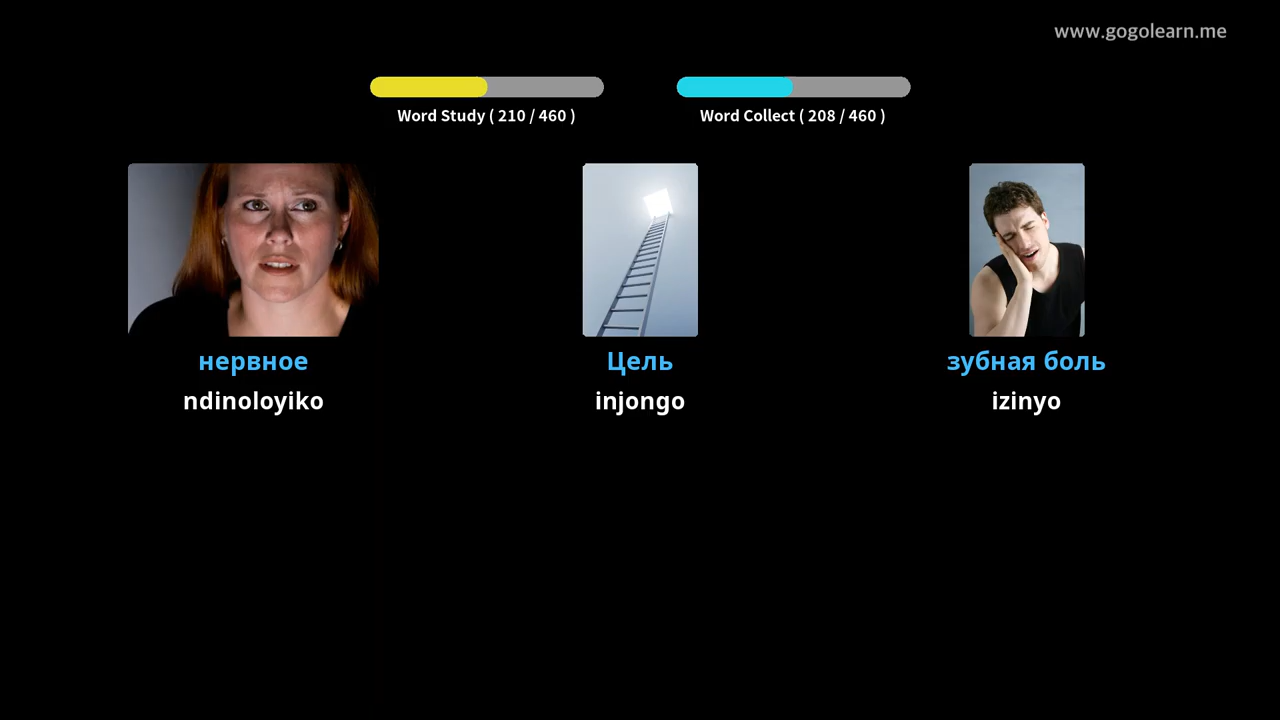 www.gogolearn.me
Word Study ( 210 / 460 )
Word Collect ( 208 / 460 )
нервное
Цель
зубная боль
ndinoloyiko
injongo
izinyo